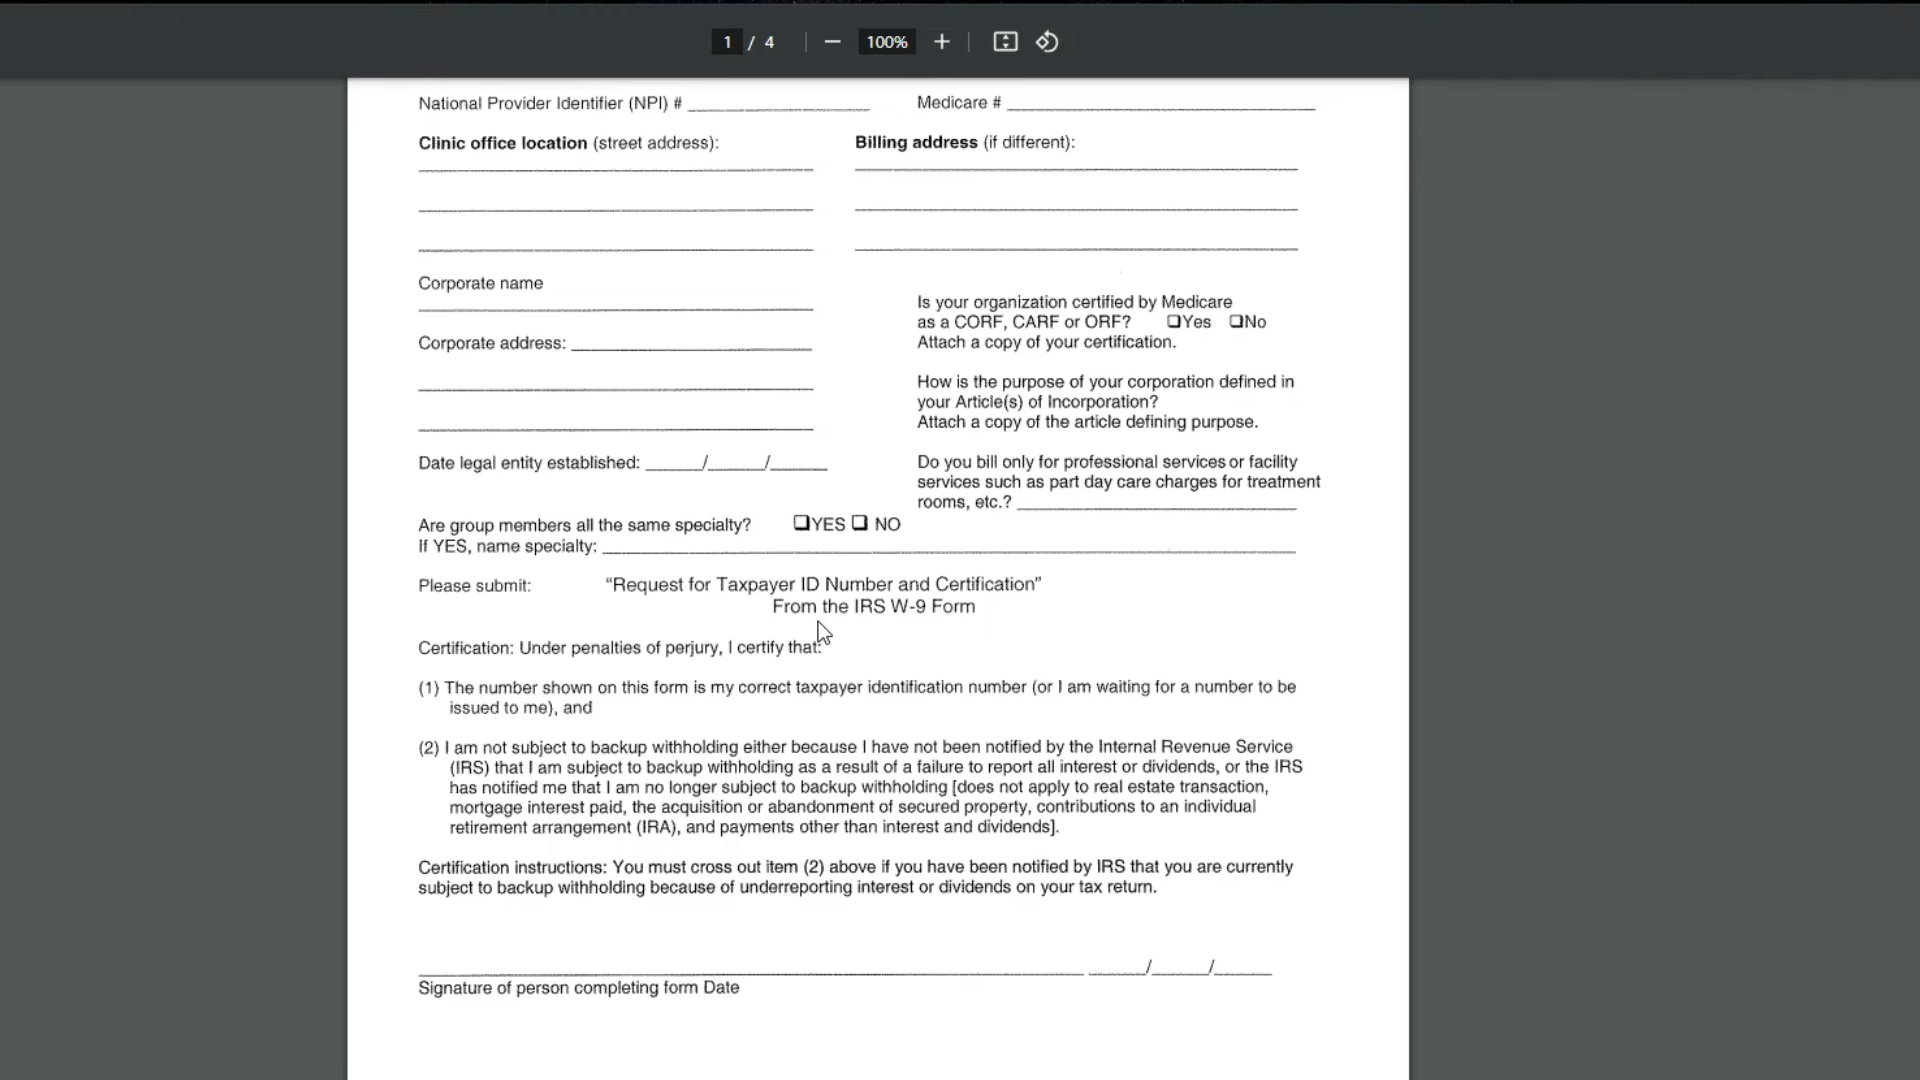 1 / 4 100%
National Provider Identifier (NPI) # Medicare #
Clinic office location (street address): Billing address (if different):
Corporate name
Is your organization certified by Medicare
as a CORF, CARF or ORF? ❑Yes ❑No
Corporate address:
Attach a copy of your certification.
How is the purpose of your corporation defined in
your Article(s) of Incorporation?
Attach a copy of the article defining purpose.
Date legal entity established: / /
Do you bill only for professional services or facility
services such as part day care charges for treatment
rooms, etc.?
Are group members all the same specialty? ❑YES ❑ NO
If YES, name specialty:
Please submit: “Request for Taxpayer ID Number and Certification”
From the IRS W-9 Form
Certification: Under penalties of perjury, I certify that:
(1) The number shown on this form is my correct taxpayer identification number (or I am waiting for a number to be
issued to me), and
(2) I am not subject to backup withholding either because I have not been notified by the Internal Revenue Service
(IRS) that I am subject to backup withholding as a result of a failure to report all interest or dividends, or the IRS
has notified me that I am no longer subject to backup withholding [does not apply to real estate transaction,
mortgage interest paid, the acquisition or abandonment of secured property, contributions to an individual
retirement arrangement (IRA), and payments other than interest and dividends].
Certification instructions: You must cross out item (2) above if you have been notified by IRS that you are currently
subject to backup withholding because of underreporting interest or dividends on your tax return.
/ /
Signature of person completing form Date